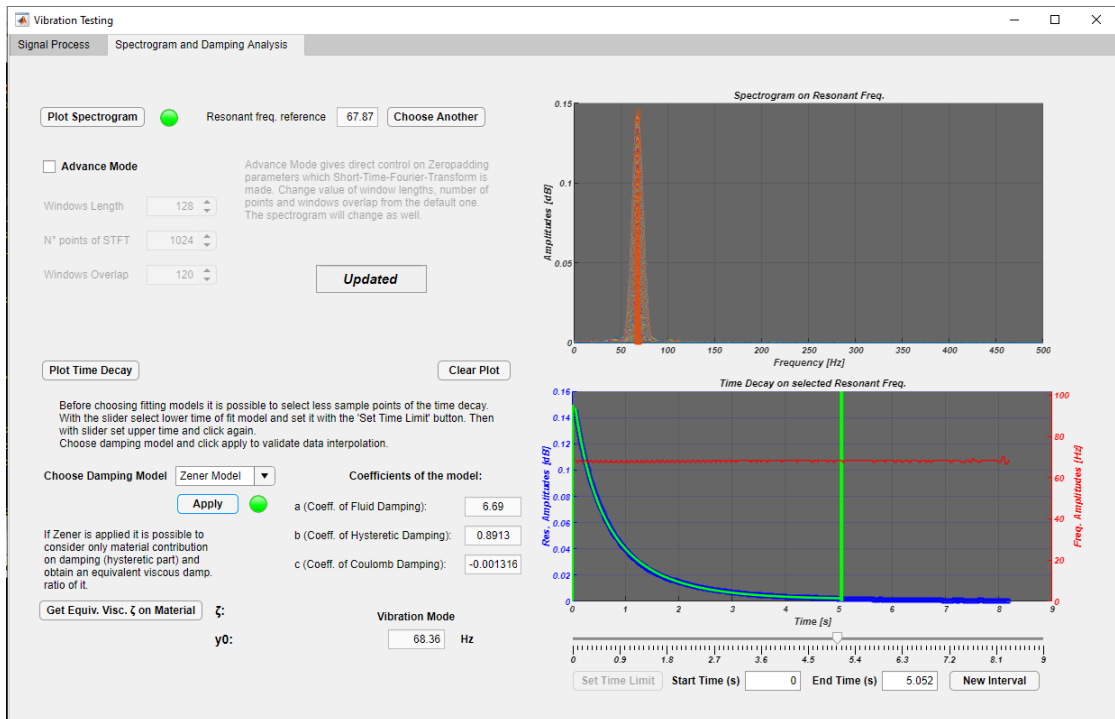 Vibration Testing
Signal Process
Spectrogram and Damping Analysis
Plot Spectrogram
Resonant freq. reference
67.87
Choose Another
Advance Mode
Advance Mode gives direct control on Zeropadding
parameters which Short-Time-Fourier-Transform is
made. Change value of window lengths, number of
points and windows overlap from the default one.
The spectrogram will change as well.
Windows Length
128
N° points of STFT
1024
Windows Overlap
120
Updated
Spectrogram on Resonant Freq.
Amplitudes [dB]
0.15
0.1
0.05
0
0 50 100 150 200 250 300 350 400 450 500
Frequency [Hz]
Plot Time Decay
Clear Plot
Before choosing fitting models it is possible to select less sample points of the time decay.
With the slider select lower time of fit model and set it with the 'Set Time Limit' button. Then
with slider set upper time and click again.
Choose damping model and click apply to validate data interpolation.
Choose Damping Model
Zener Model
Apply
Coefficients of the model:
a (Coeff. of Fluid Damping):
6.69
b (Coeff. of Hysteretic Damping):
0.8913
c (Coeff. of Coulomb Damping):
-0.001316
If Zener is applied it is possible to
consider only material contribution
on damping (hysteretic part) and
obtain an equivalent viscous damp.
ratio of it.
Get Equiv. Visc. ζ on Material
ζ:
y0:
Vibration Mode
68.36
Hz
Time Decay on selected Resonant Freq.
Res. Amplitudes [dB]
0.16
0.14
0.12
0.1
0.08
0.06
0.04
0.02
0
Freq. Amplitudes [Hz]
100
80
60
40
20
0
0 1 2 3 4 5 6 7 8 9
Time [s]
0 0.9 1.8 2.7 3.6 4.5 5.4 6.3 7.2 8.1 9
Set Time Limit
Start Time (s)
0
End Time (s)
5.052
New Interval